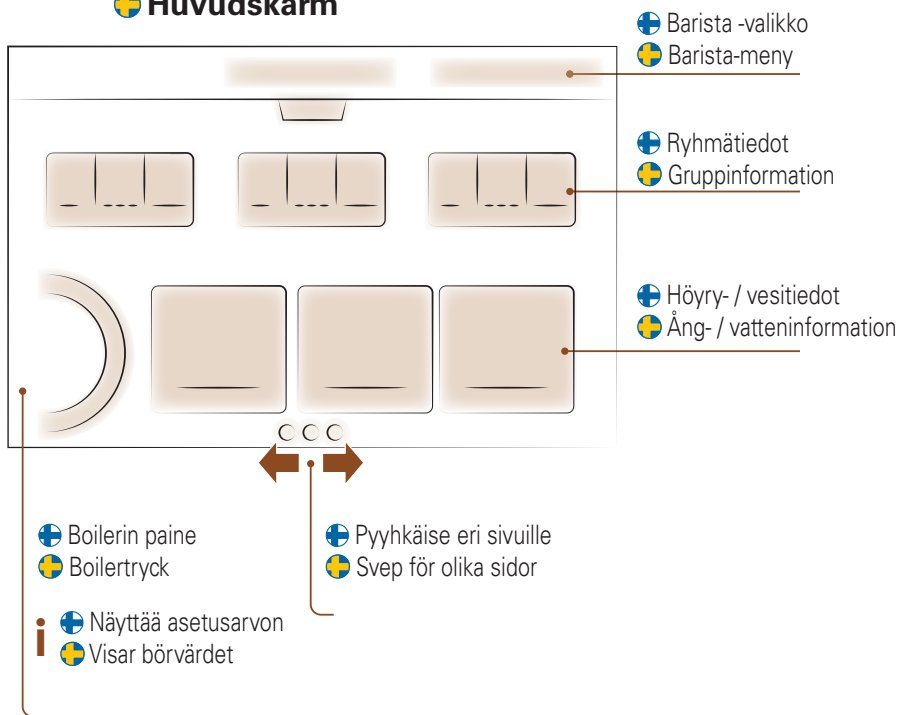 Huvudskärm
Barista -valikko
Barista-meny
Ryhmätiedot
Gruppinformation
Höyry- / vesitiedot
Ång- / vatteninformation
Boilerin paine
Boilertryck
Pyyhkäise eri sivuille
Svep för olika sidor
i
Näyttää asetusarvon
Visar börvärdet